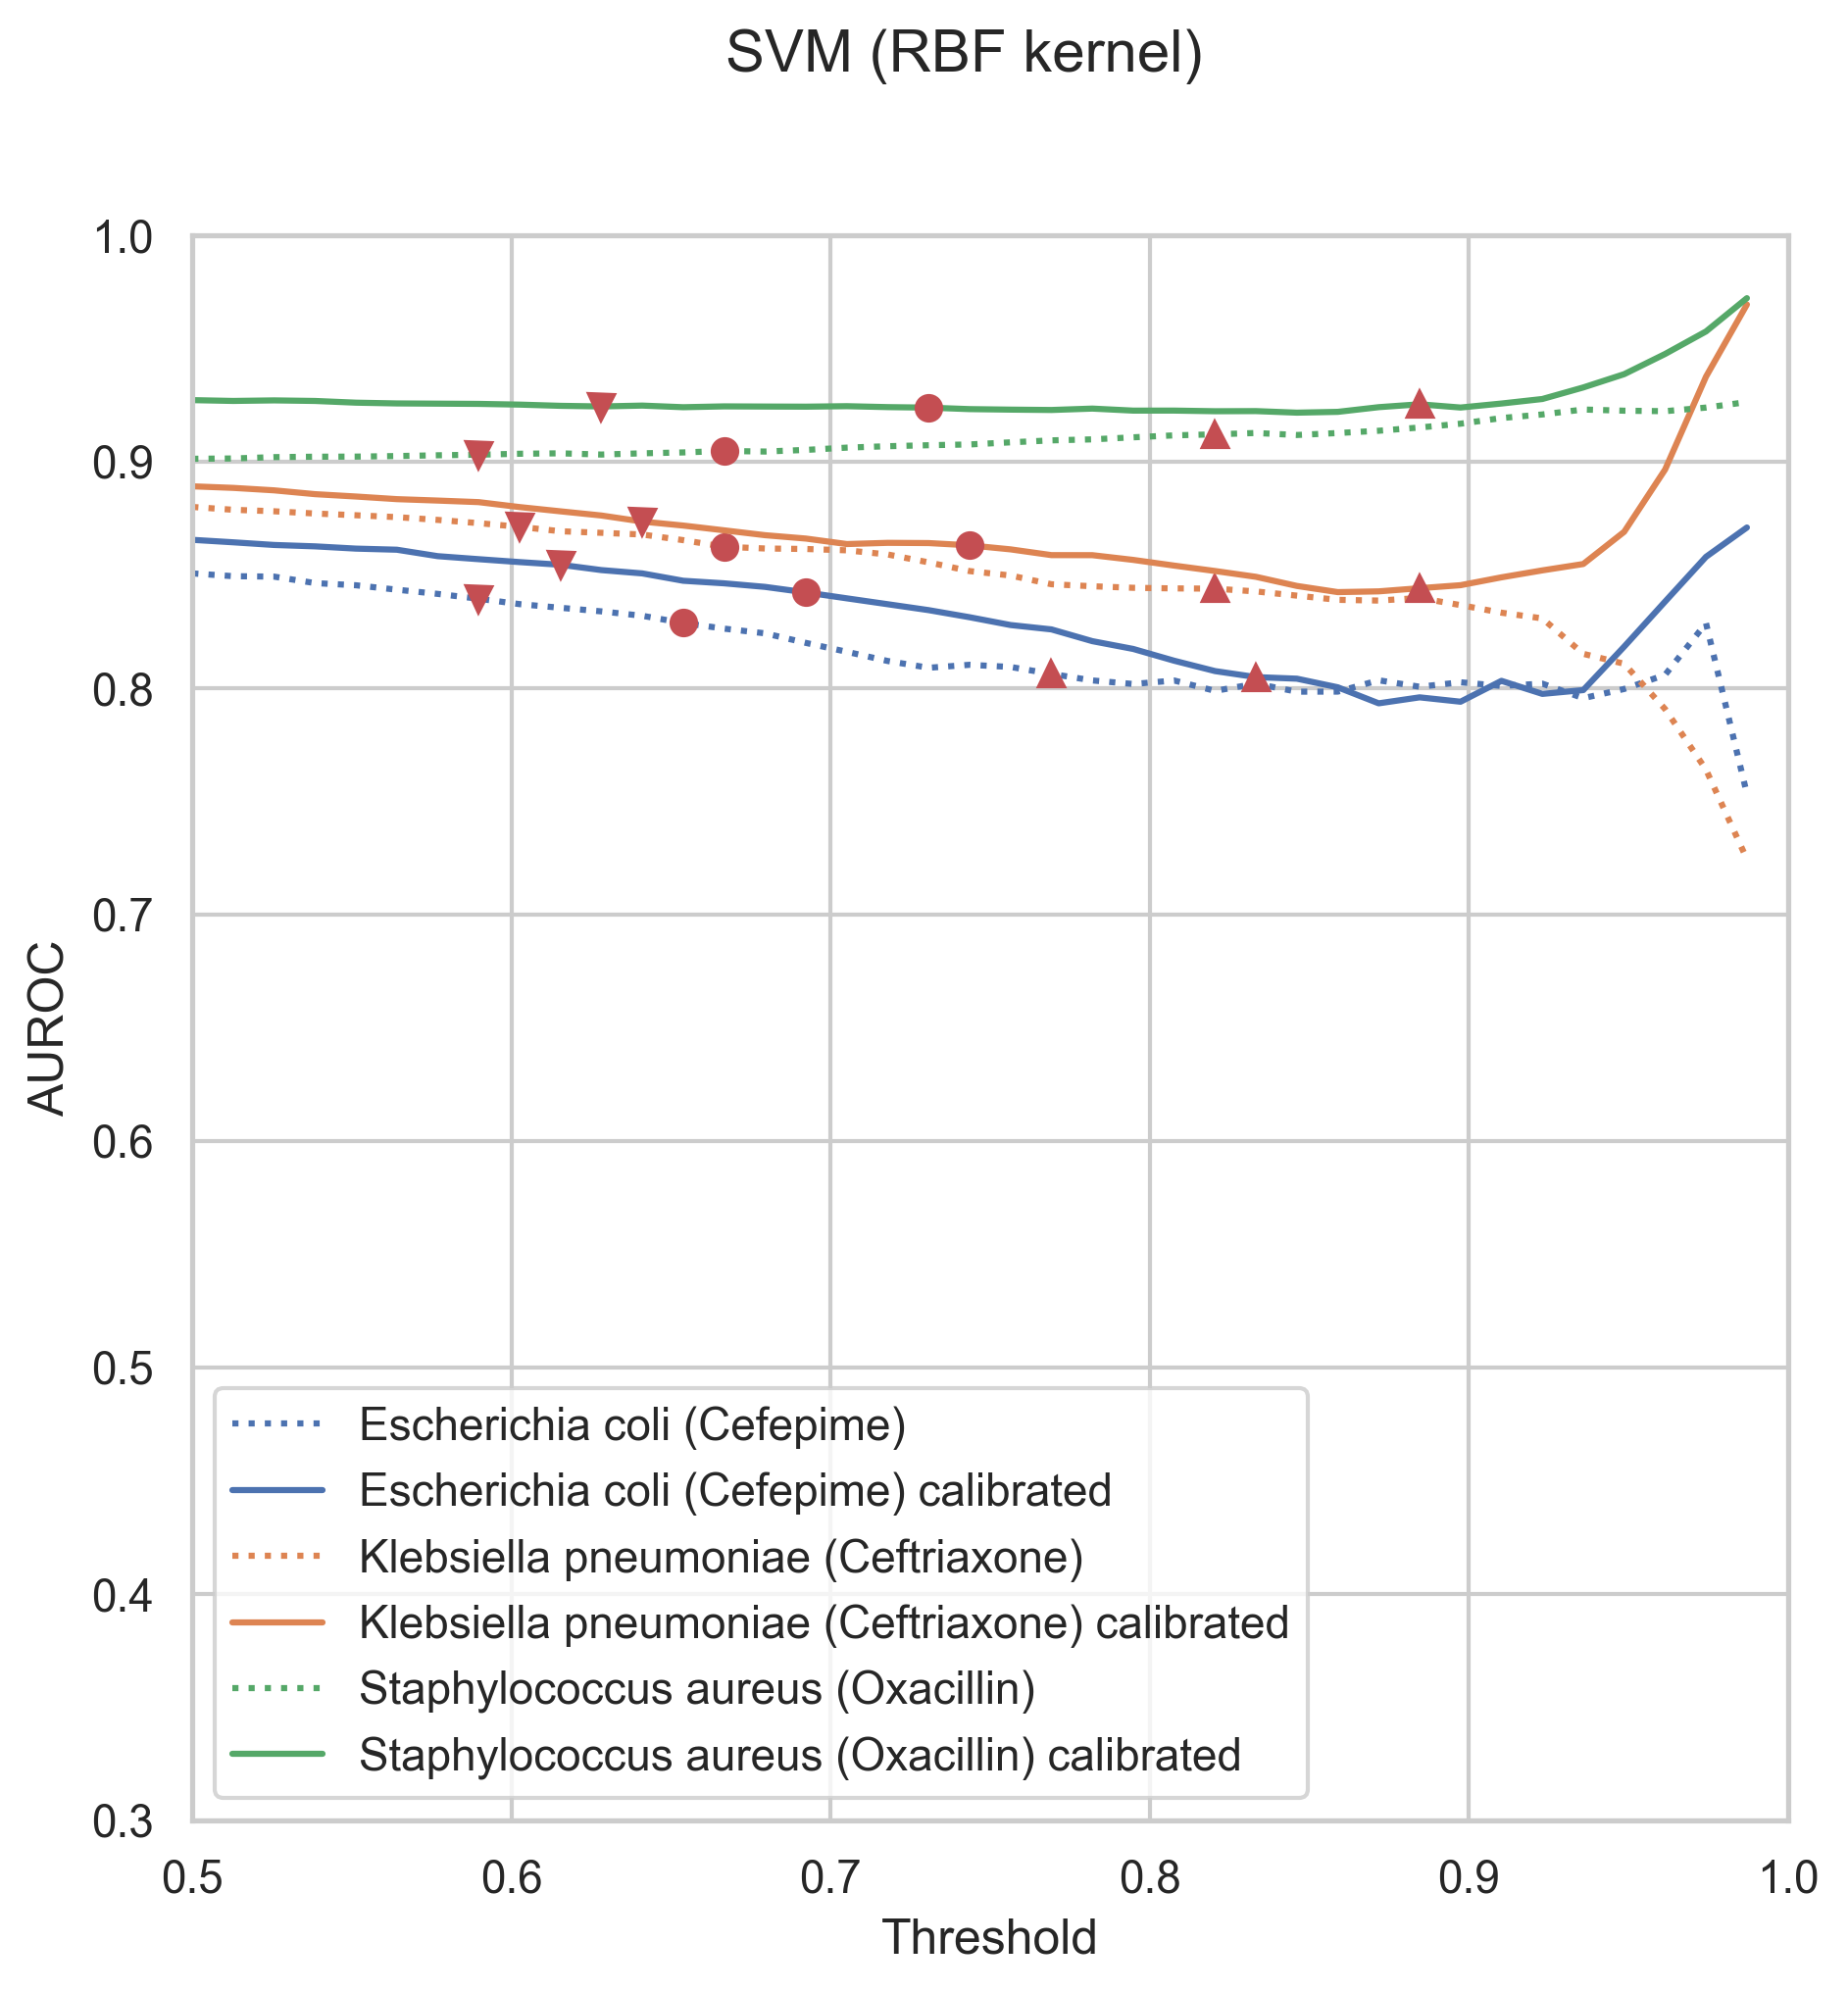 SVM (RBF kernel)
1.0
0.9
0.8
0.7
0.6
0.5
0.4
0.3
AUROC
Escherichia coli (Cefepime)
Escherichia coli (Cefepime) calibrated
Klebsiella pneumoniae (Ceftriaxone)
Klebsiella pneumoniae (Ceftriaxone) calibrated
Staphylococcus aureus (Oxacillin)
Staphylococcus aureus (Oxacillin) calibrated
0.5 0.6 0.7 0.8 0.9 1.0
Threshold